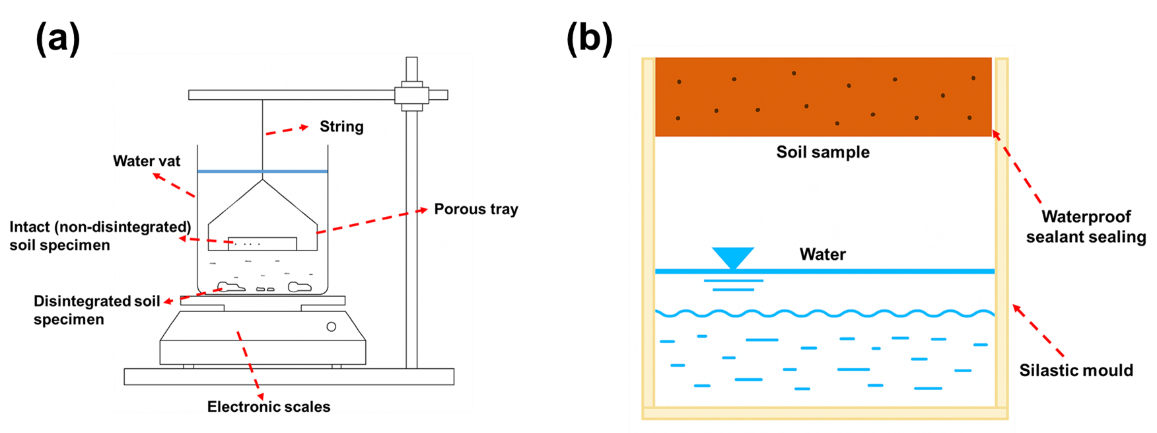 (a)
String
Water vat
Porous tray
Intact (non-disintegrated)
soil specimen
Disintegrated soil
specimen
Electronic scales
(b)
Soil sample
Waterproof
sealant sealing
Water
Silastic mould